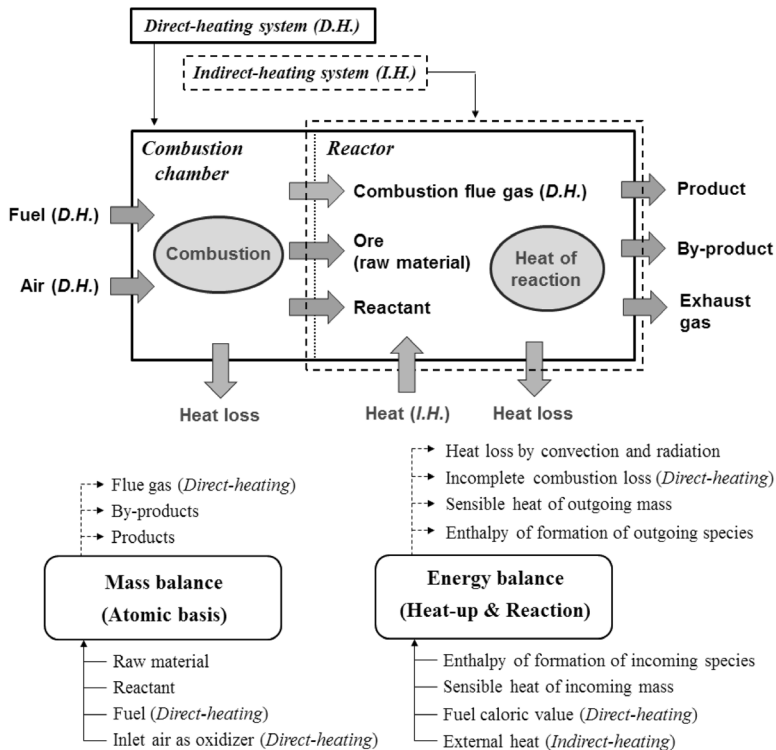 Direct-heating system (D.H.)
Indirect-heating system (I.H.)
Combustion
chamber
Reactor
Fuel (D.H.)
Air (D.H.)
Combustion
Combustion flue gas (D.H.)
Ore
(raw material)
Reactant
Heat of
reaction
Product
By-product
Exhaust
gas
Heat loss
Heat (I.H.)
Heat loss
Flue gas (Direct-heating)
By-products
Products
Mass balance
(Atomic basis)
Raw material
Reactant
Fuel (Direct-heating)
Inlet air as oxidizer (Direct-heating)
Heat loss by convection and radiation
Incomplete combustion loss (Direct-heating)
Sensible heat of outgoing mass
Enthalpy of formation of outgoing species
Energy balance
(Heat-up & Reaction)
Enthalpy of formation of incoming species
Sensible heat of incoming mass
Fuel caloric value (Direct-heating)
External heat (Indirect-heating)